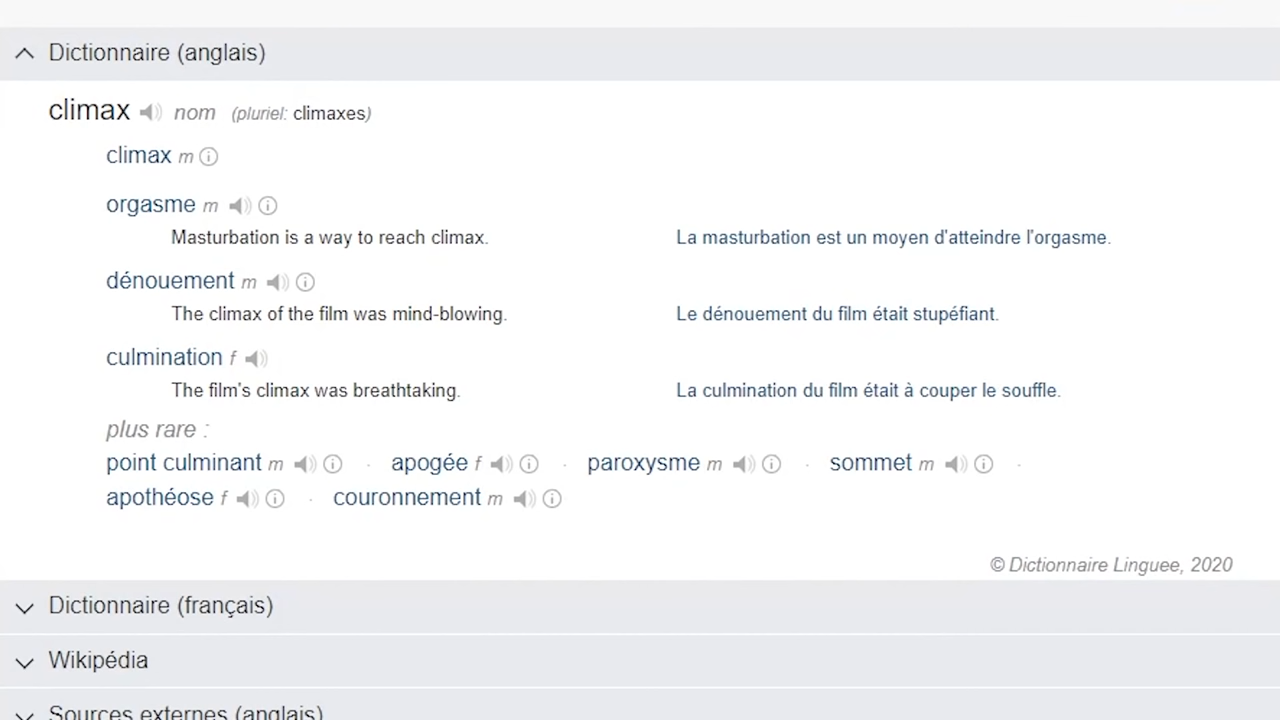 Dictionnaire (anglais)
climax nom (pluriel: climaxes)
climax m
orgasme m
Masturbation is a way to reach climax. La masturbation est un moyen d'atteindre l'orgasme.
dénouement m
The climax of the film was mind-blowing. Le dénouement du film était stupéfiant.
culmination f
The film's climax was breathtaking. La culmination du film était à couper le souffle.
plus rare :
point culminant m · apogée f · paroxysme m · sommet m ·
apothéose f · couronnement m
© Dictionnaire Linguee, 2020
Dictionnaire (français)
Wikipédia
Sources externes (anglais)